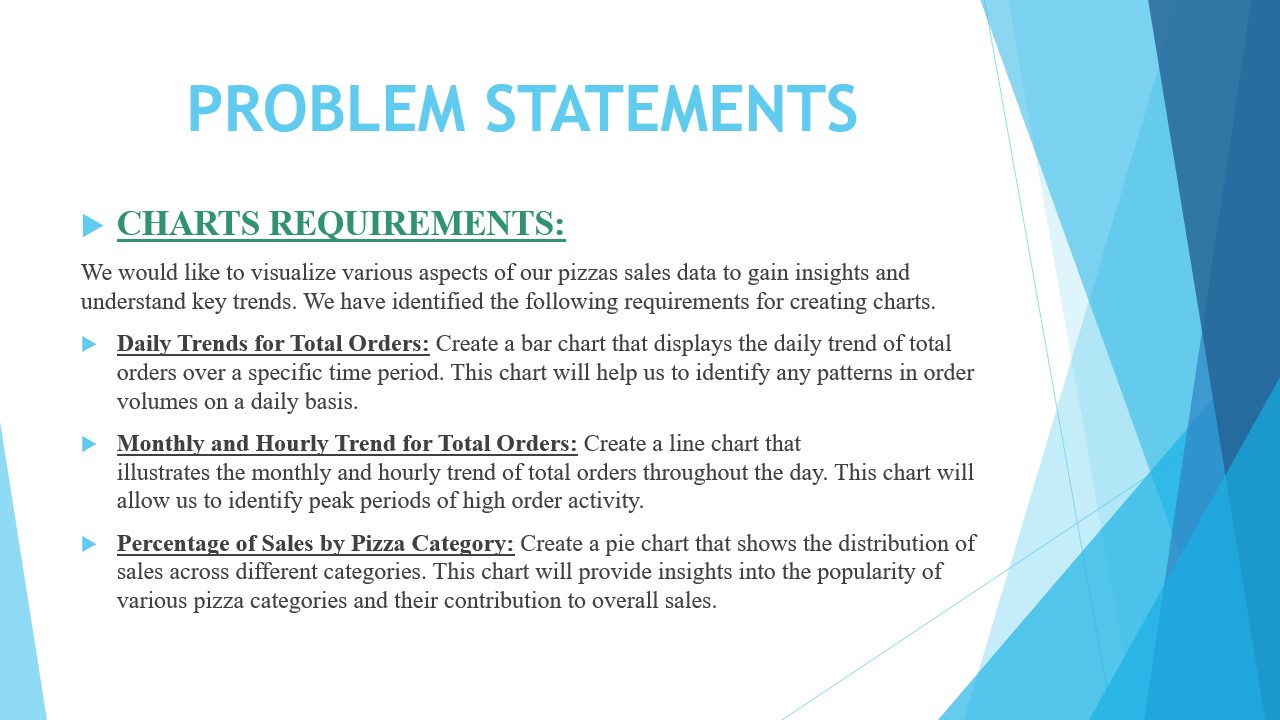 PROBLEM STATEMENTS
CHARTS REQUIREMENTS:
We would like to visualize various aspects of our pizzas sales data to gain insights and
understand key trends. We have identified the following requirements for creating charts.
Daily Trends for Total Orders: Create a bar chart that displays the daily trend of total
orders over a specific time period. This chart will help us to identify any patterns in order
volumes on a daily basis.
Monthly and Hourly Trend for Total Orders: Create a line chart that
illustrates the monthly and hourly trend of total orders throughout the day. This chart will
allow us to identify peak periods of high order activity.
Percentage of Sales by Pizza Category: Create a pie chart that shows the distribution of
sales across different categories. This chart will provide insights into the popularity of
various pizza categories and their contribution to overall sales.